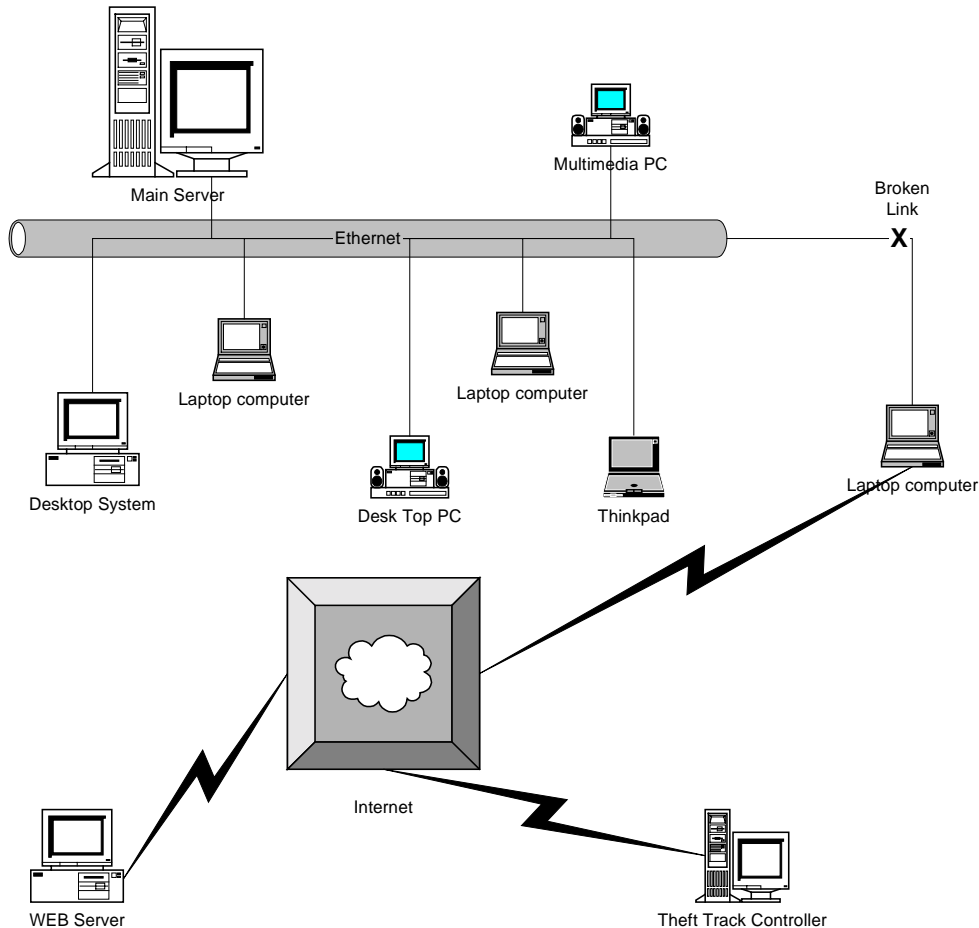 Main Server
Multimedia PC
Broken
Link
Ethernet
X
Laptop computer
Laptop computer
Desktop System
Desk Top PC
Thinkpad
Laptop computer
Internet
WEB Server
Theft Track Controller